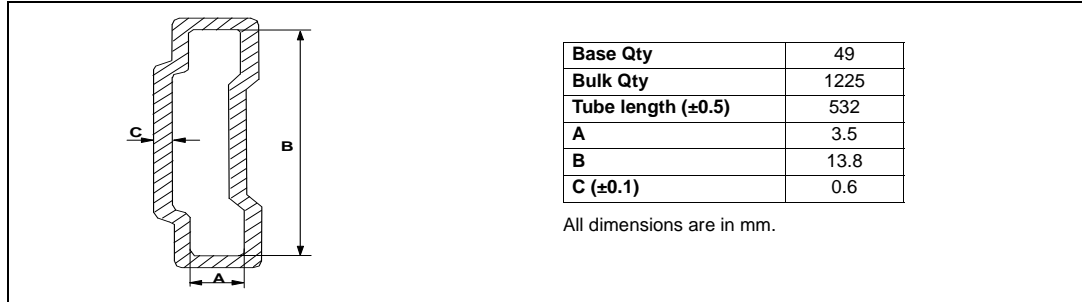 C
B
A
Base Qty 49
Bulk Qty 1225
Tube length (±0.5) 532
A 3.5
B 13.8
C (±0.1) 0.6
All dimensions are in mm.